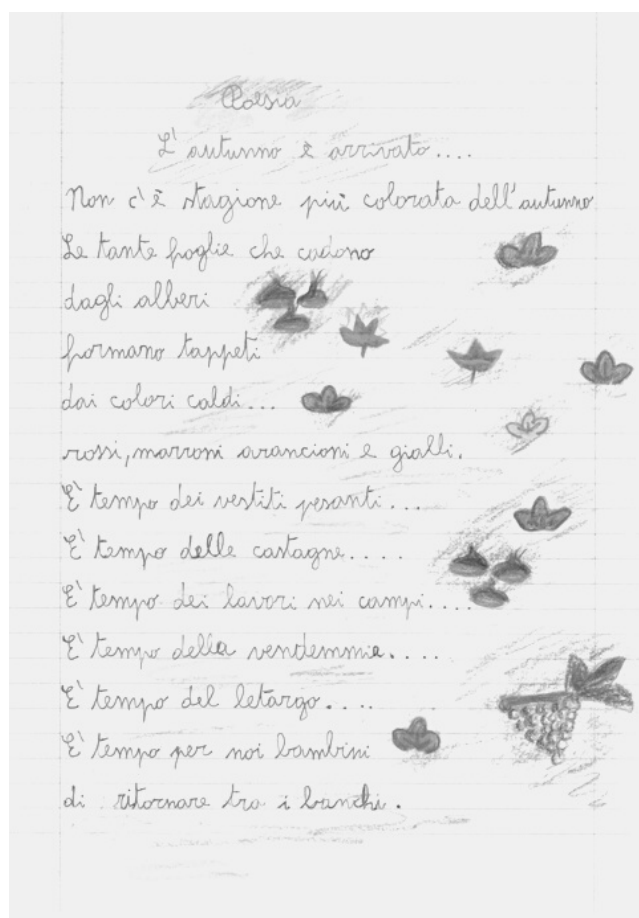 Poesia
L'autunno è arrivato....
Non c'è stagione più colorata dell'autunno
Le tante foglie che cadono
dagli alberi
formano tappeti
dai colori caldi...
rossi, marroni arancioni e gialli.
E' tempo dei vestiti pesanti...
E' tempo delle castagne....
E' tempo dei lavori nei campi....
E' tempo della vendemmia....
E' tempo del letargo....
E' tempo per noi bambini
di ritornare tra i banchi.